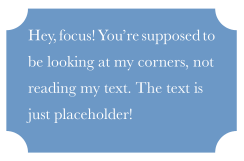 Hey, focus! You’re supposed to
be looking at my corners, not
reading my text. The text is
just placeholder!